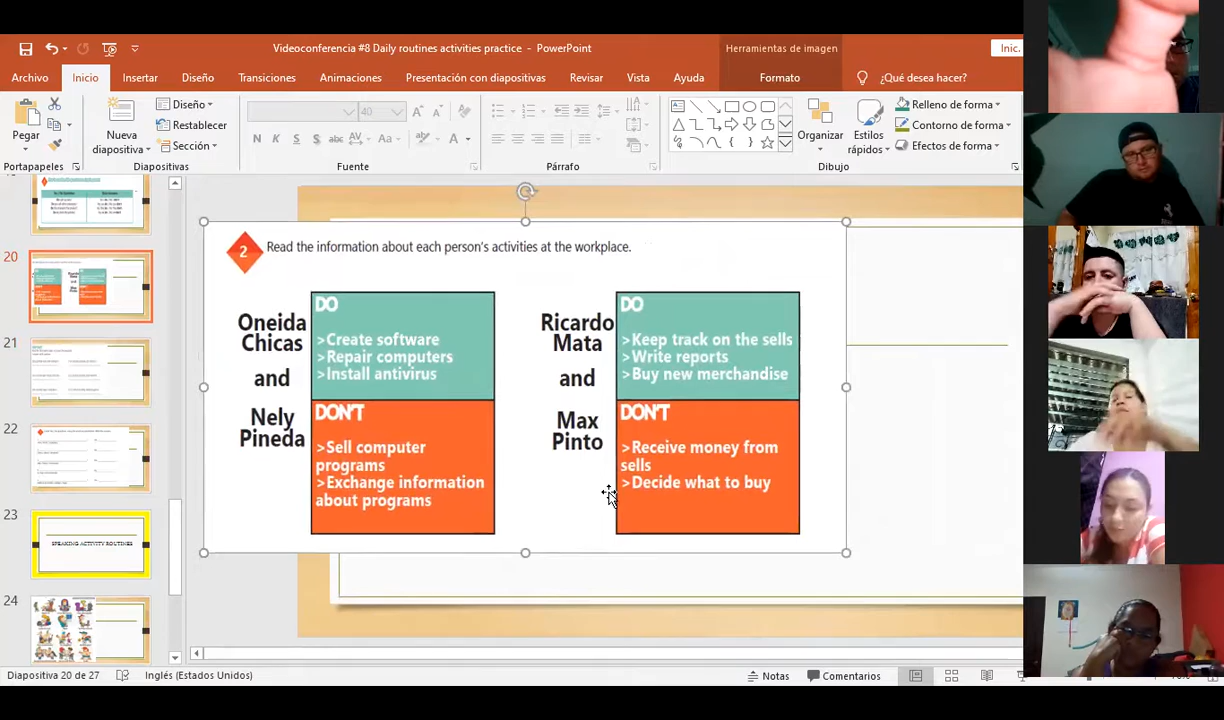 Videoconferencia #8 Daily routines activities practice - PowerPoint
Herramientas de imagen
Inic.
Archivo Inicio Insertar Diseño Transiciones Animaciones Presentación con diapositivas Revisar Vista Ayuda Formato ¿Qué desea hacer?
Pegar
Nueva diapositiva
Diseño
Restablecer
Sección
40
N K S S abc AV Aa A
Organizar
Estilos rápidos
Relleno de forma
Contorno de forma
Efectos de forma
Portapapeles Diapositivas Fuente Párrafo Dibujo
20
21
22
23
SPEAKING ACTIVITY ROUTINES
24
2 Read the information about each person's activities at the workplace.
Oneida Chicas
and
Nely Pineda
DO
>Create software
>Repair computers
>Install antivirus
DON'T
>Sell computer
programs
>Exchange information
about programs
Ricardo Mata
and
Max Pinto
DO
>Keep track on the sells
>Write reports
>Buy new merchandise
DON'T
>Receive money from
sells
>Decide what to buy
Diapositiva 20 de 27 Inglés (Estados Unidos) Notas Comentarios